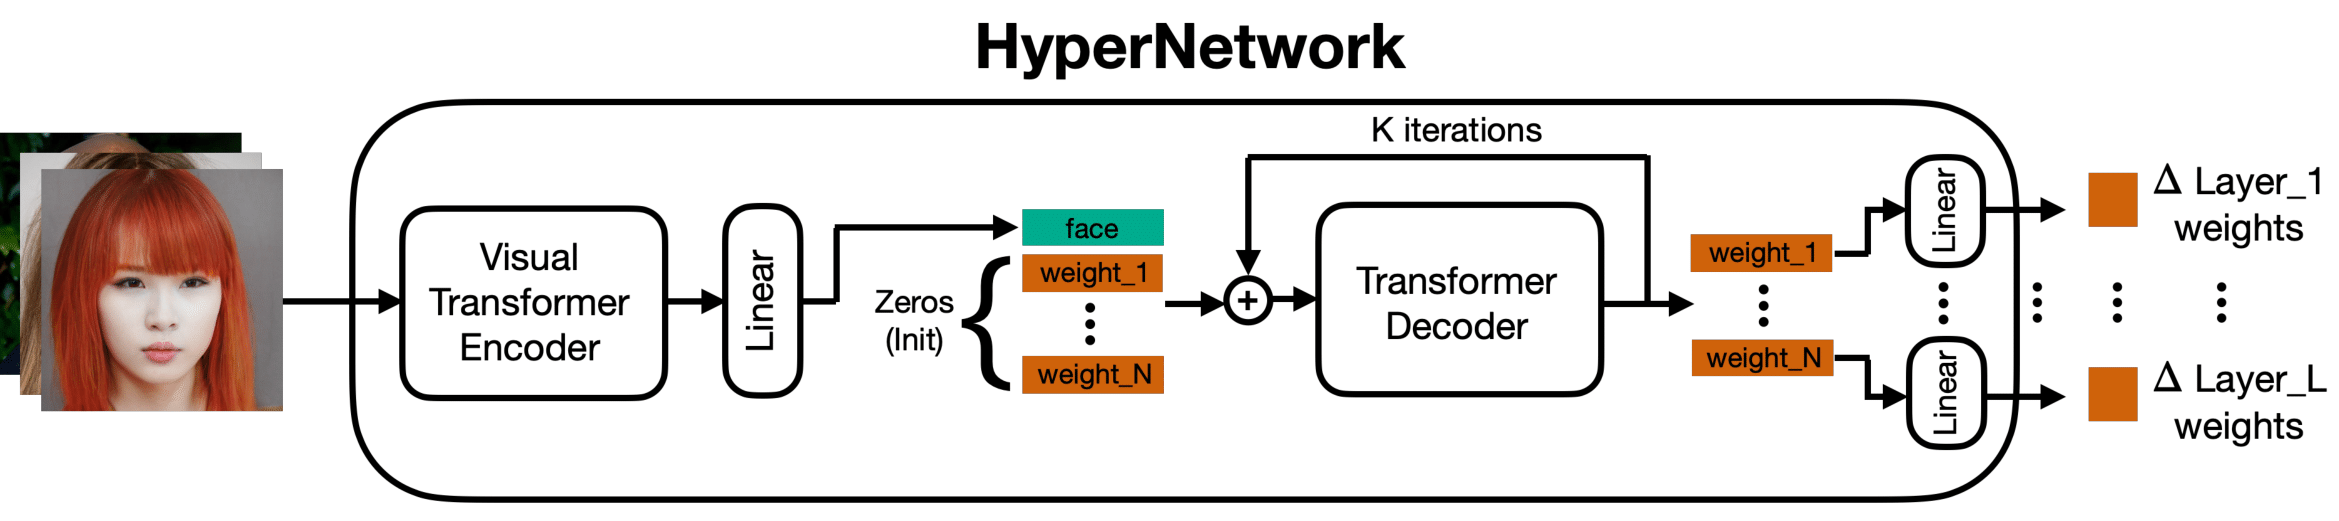 HyperNetwork
K iterations
Visual
Transformer
Encoder
Linear
Zeros
(Init)
face
weight_1
weight_N
+
Transformer
Decoder
weight_1
weight_N
Linear
Linear
Δ Layer_1
weights
Δ Layer_L
weights